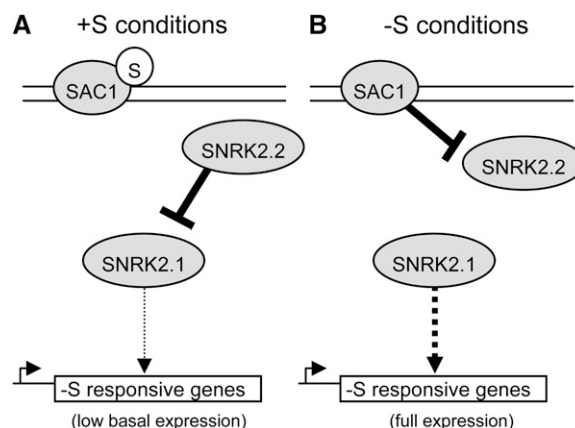 A +S conditions
S
SAC1
SNRK2.2
SNRK2.1
-S responsive genes
(low basal expression)
B -S conditions
SAC1
SNRK2.2
SNRK2.1
-S responsive genes
(full expression)